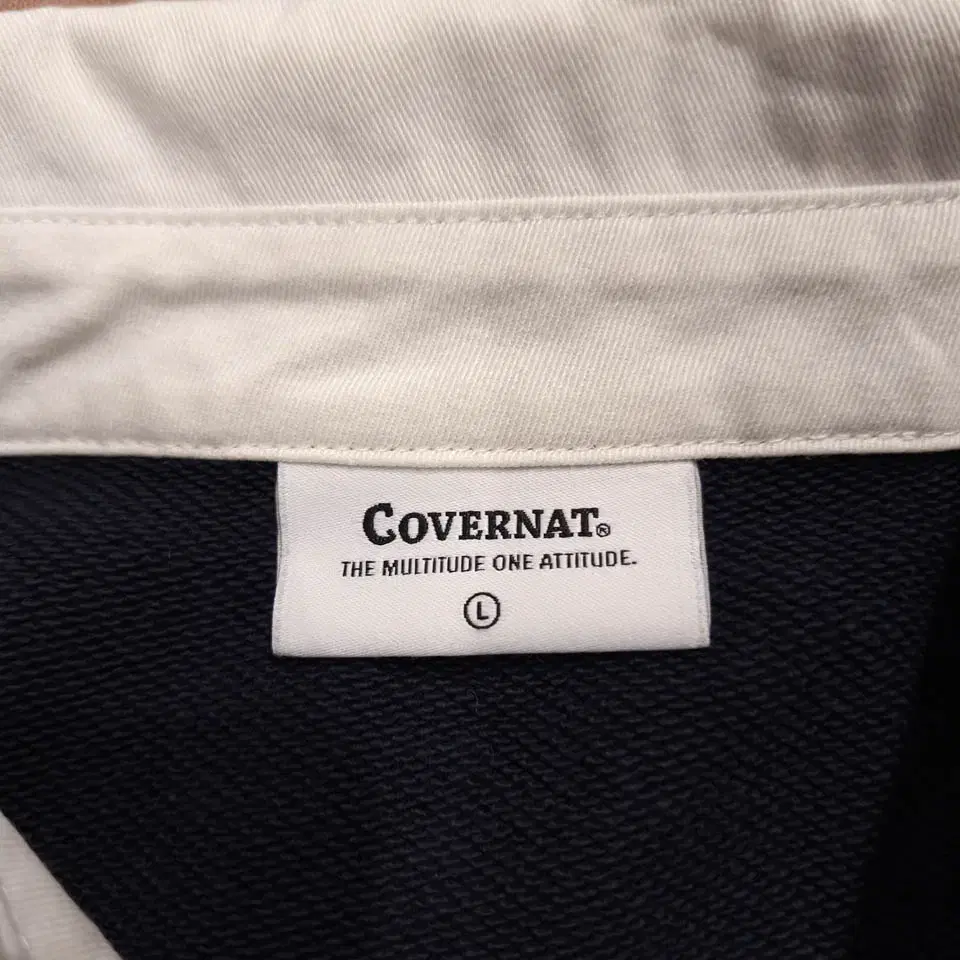 COVERNAT®
THE MULTITUDE ONE ATTITUDE.
L